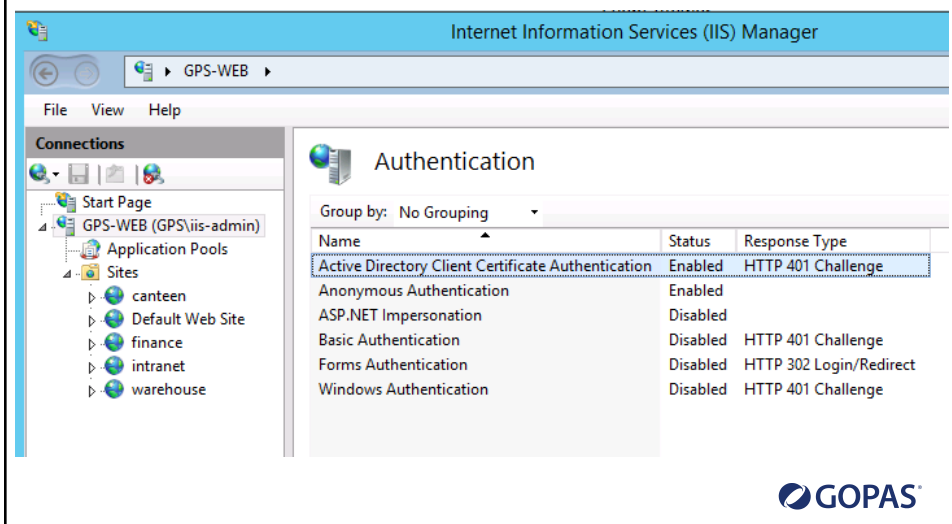 Internet Information Services (IIS) Manager
GPS-WEB
File View Help
Connections
Start Page
GPS-WEB (GPS\iis-admin)
Application Pools
Sites
canteen
Default Web Site
finance
intranet
warehouse
Authentication
Group by: No Grouping
Name Status Response Type
Active Directory Client Certificate Authentication Enabled HTTP 401 Challenge
Anonymous Authentication Enabled
ASP.NET Impersonation Disabled
Basic Authentication Disabled HTTP 401 Challenge
Forms Authentication Disabled HTTP 302 Login/Redirect
Windows Authentication Disabled HTTP 401 Challenge
GOPAS